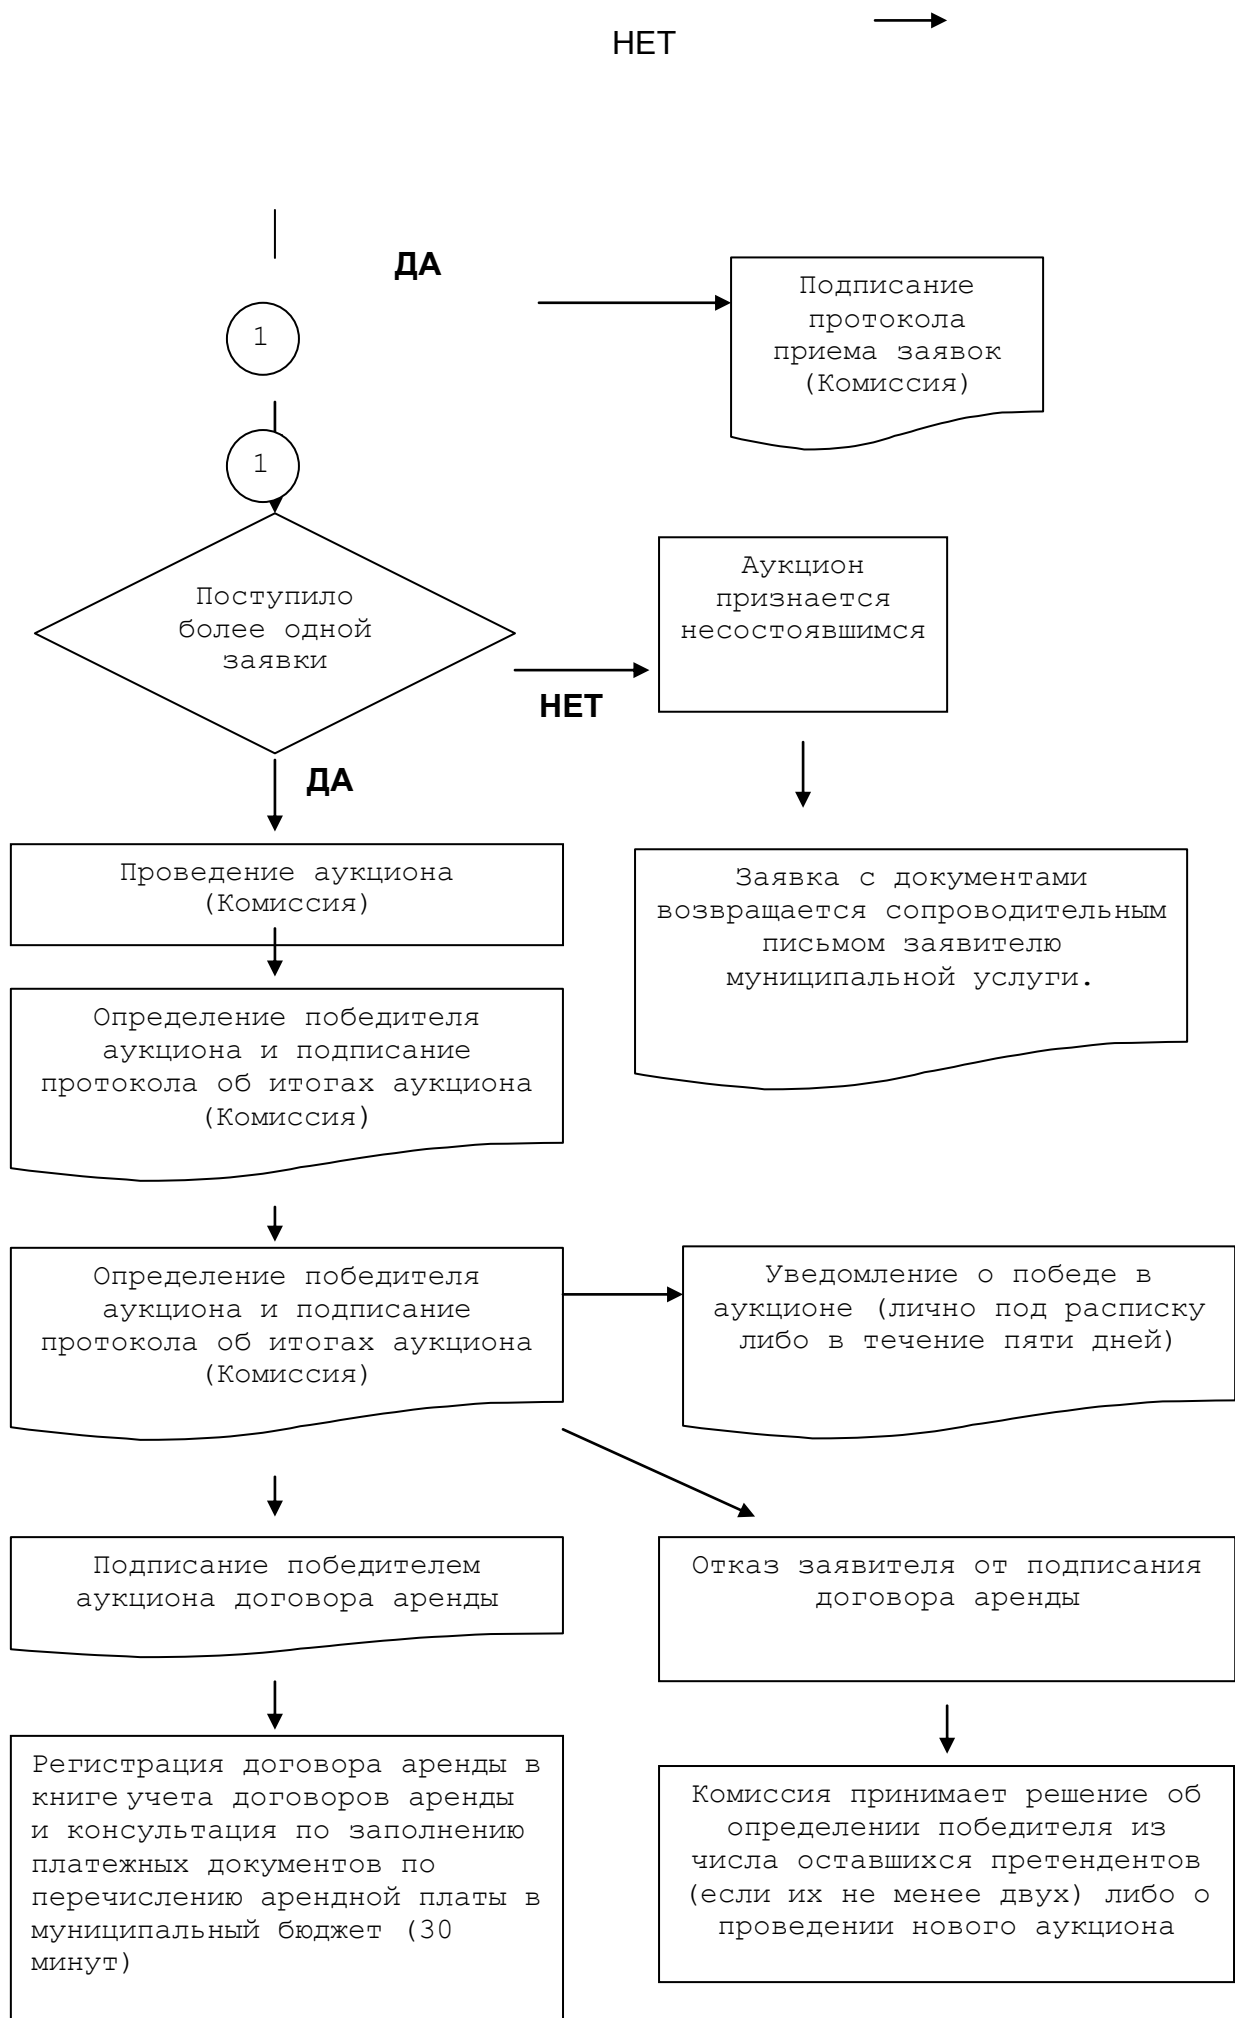 НЕТ
ДА
Подписание
протокола
приема заявок
(Комиссия)
1
1
Поступило
более одной
заявки
Аукцион
признается
несостоявшимся
НЕТ
ДА
Проведение аукциона
(Комиссия)
Заявка с документами
возвращается сопроводительным
письмом заявителю
муниципальной услуги.
Определение победителя
аукциона и подписание
протокола об итогах аукциона
(Комиссия)
Определение победителя
аукциона и подписание
протокола об итогах аукциона
(Комиссия)
Уведомление о победе в
аукционе (лично под расписку
либо в течение пяти дней)
Подписание победителем
аукциона договора аренды
Отказ заявителя от подписания
договора аренды
Регистрация договора аренды в
книге учета договоров аренды
и консультация по заполнению
платежных документов по
перечислению арендной платы в
муниципальный бюджет (30
минут)
Комиссия принимает решение об
определении победителя из
числа оставшихся претендентов
(если их не менее двух) либо о
проведении нового аукциона